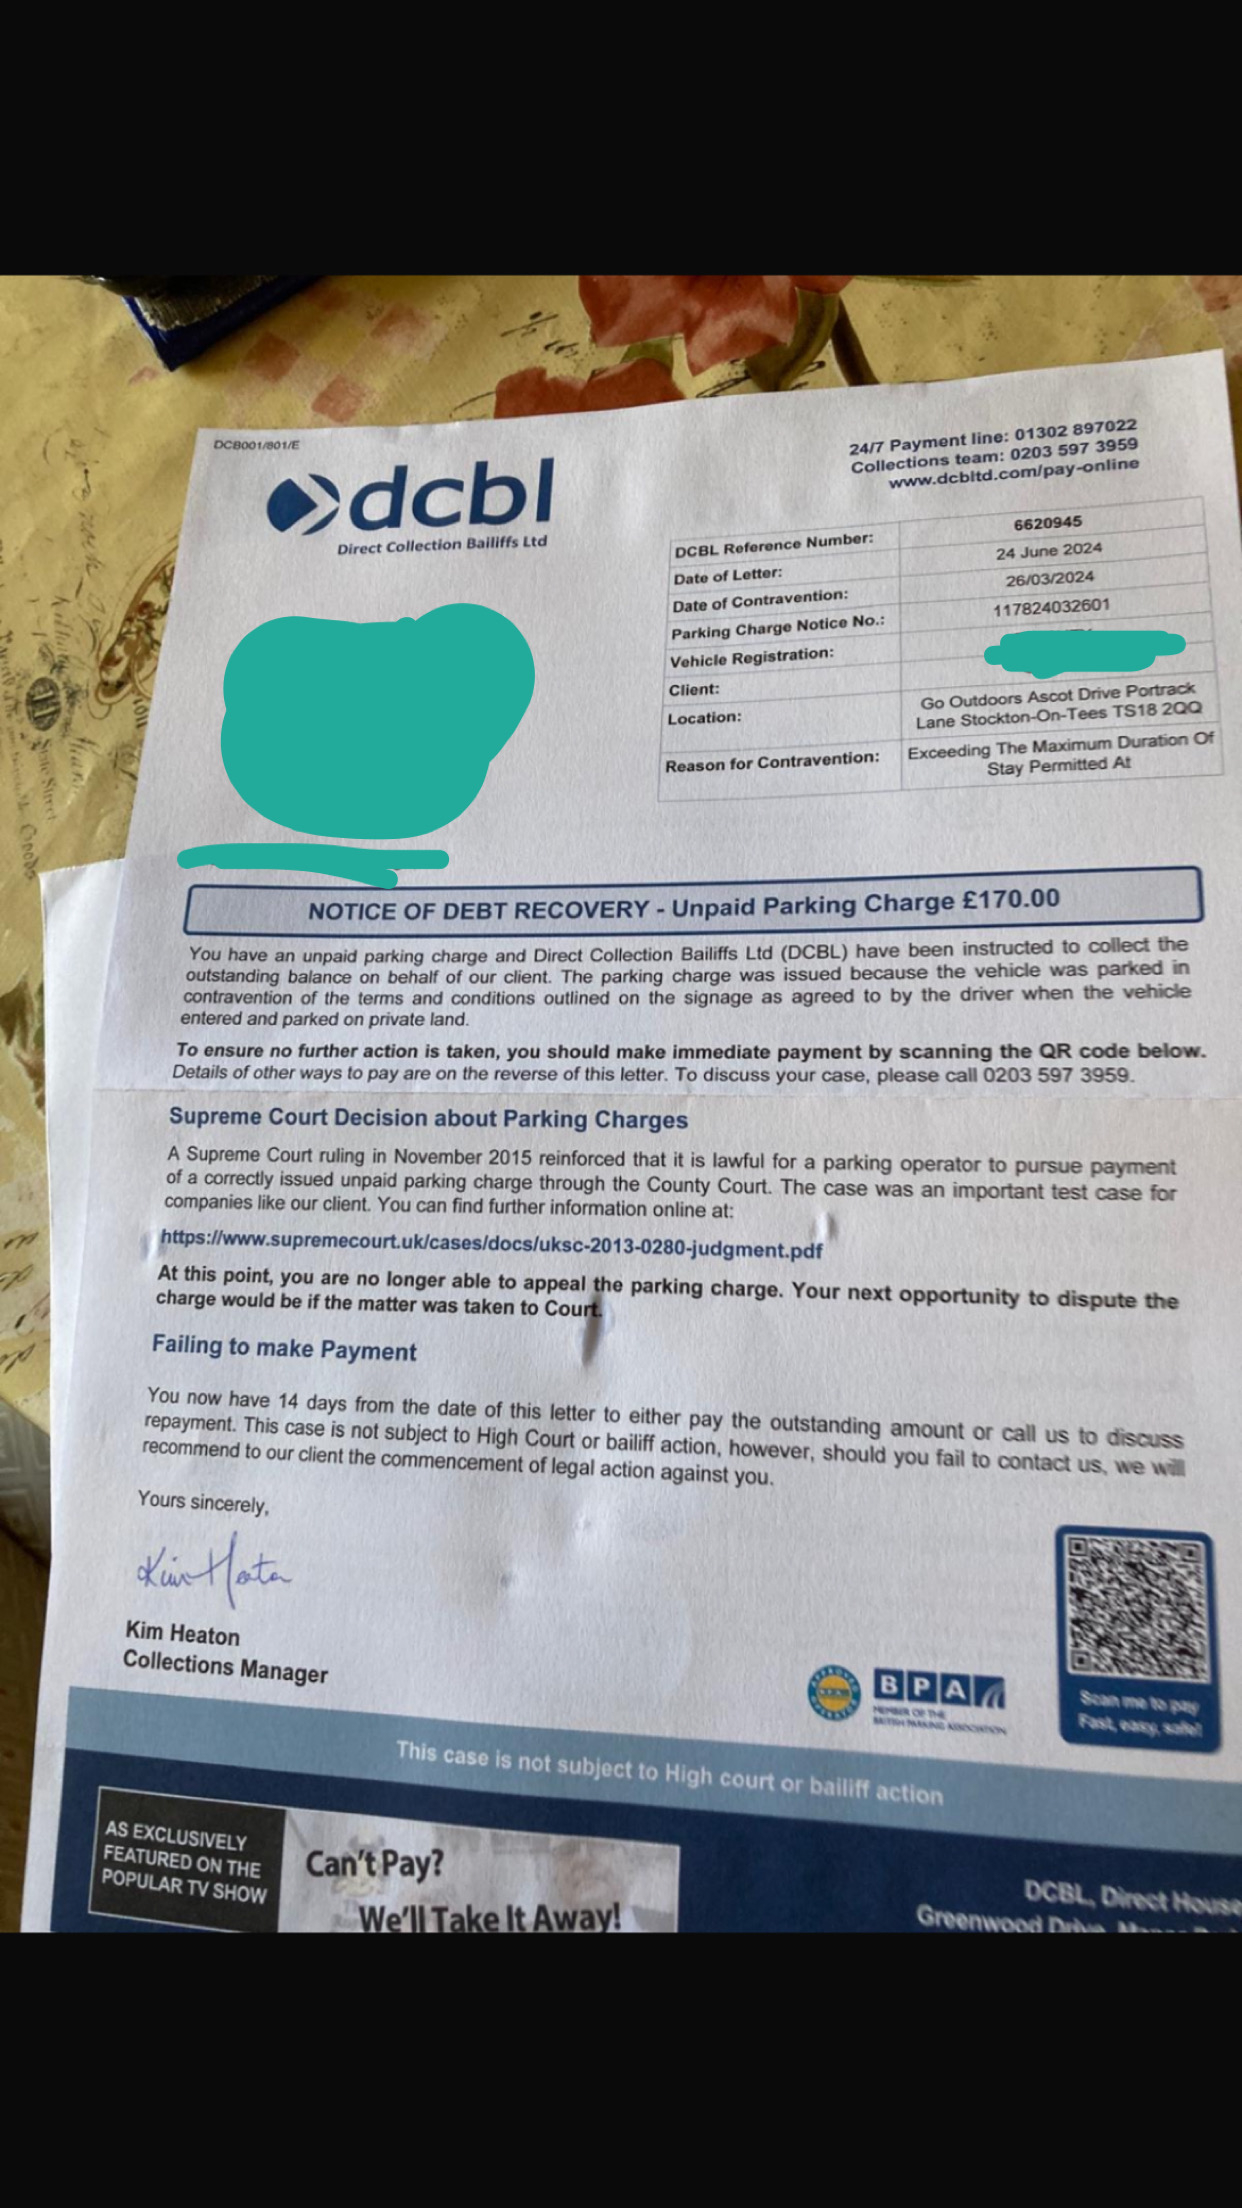 DCB001/801/E
dcbl
Direct Collection Bailiffs Ltd
24/7 Payment line: 01302 897022
Collections team: 0203 597 3959
www.dcbltd.com/pay-online
DCBL Reference Number: 6620945
Date of Letter: 24 June 2024
Date of Contravention: 26/03/2024
Parking Charge Notice No.: 117824032601
Vehicle Registration:
Client:
Location: Go Outdoors Ascot Drive Portrack
Lane Stockton-On-Tees TS18 2QQ
Reason for Contravention: Exceeding The Maximum Duration Of
Stay Permitted At
NOTICE OF DEBT RECOVERY - Unpaid Parking Charge £170.00
You have an unpaid parking charge and Direct Collection Bailiffs Ltd (DCBL) have been instructed to collect the
outstanding balance on behalf of our client. The parking charge was issued because the vehicle was parked in
contravention of the terms and conditions outlined on the signage as agreed to by the driver when the vehicle
entered and parked on private land.
To ensure no further action is taken, you should make immediate payment by scanning the QR code below.
Details of other ways to pay are on the reverse of this letter. To discuss your case, please call 0203 597 3959.
Supreme Court Decision about Parking Charges
A Supreme Court ruling in November 2015 reinforced that it is lawful for a parking operator to pursue payment
of a correctly issued unpaid parking charge through the County Court. The case was an important test case for
companies like our client. You can find further information online at:
https://www.supremecourt.uk/cases/docs/uksc-2013-0280-judgment.pdf
At this point, you are no longer able to appeal the parking charge. Your next opportunity to dispute the
charge would be if the matter was taken to Court.
Failing to make Payment
You now have 14 days from the date of this letter to either pay the outstanding amount or call us to discuss
repayment. This case is not subject to High Court or bailiff action, however, should you fail to contact us, we will
recommend to our client the commencement of legal action against you.
Yours sincerely,
Kim Heaton
Kim Heaton
Collections Manager
BPA
MEMBER OF THE
BRITISH PARKING ASSOCIATION
Scan me to pay
Fast, easy, safe!
This case is not subject to High court or bailiff action
AS EXCLUSIVELY
FEATURED ON THE
POPULAR TV SHOW
Can't Pay?
We'll Take It Away!
DCBL, Direct House
Greenwood Drive,